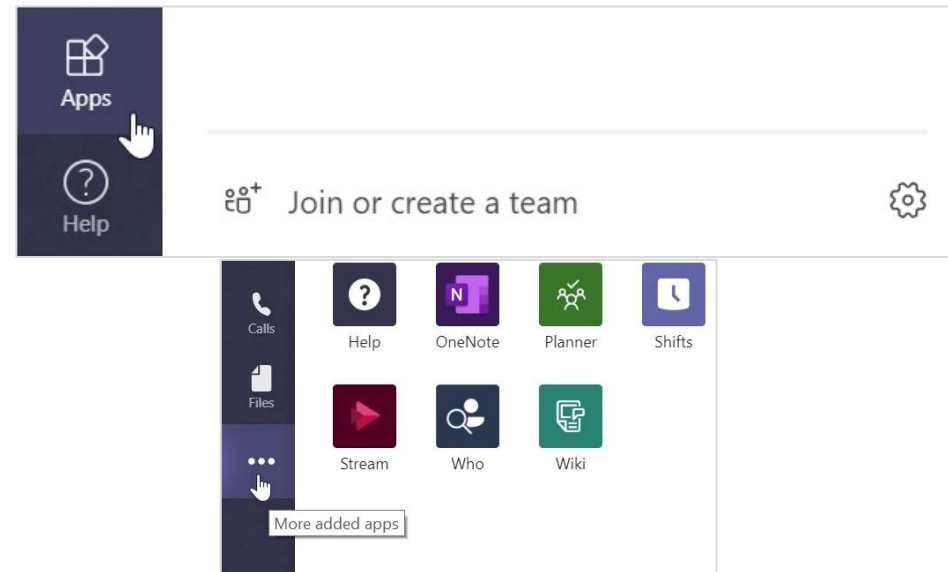 Apps
Help
Join or create a team
Calls
Files
Help
OneNote
Planner
Shifts
N
Stream
Who
Wiki
More added apps